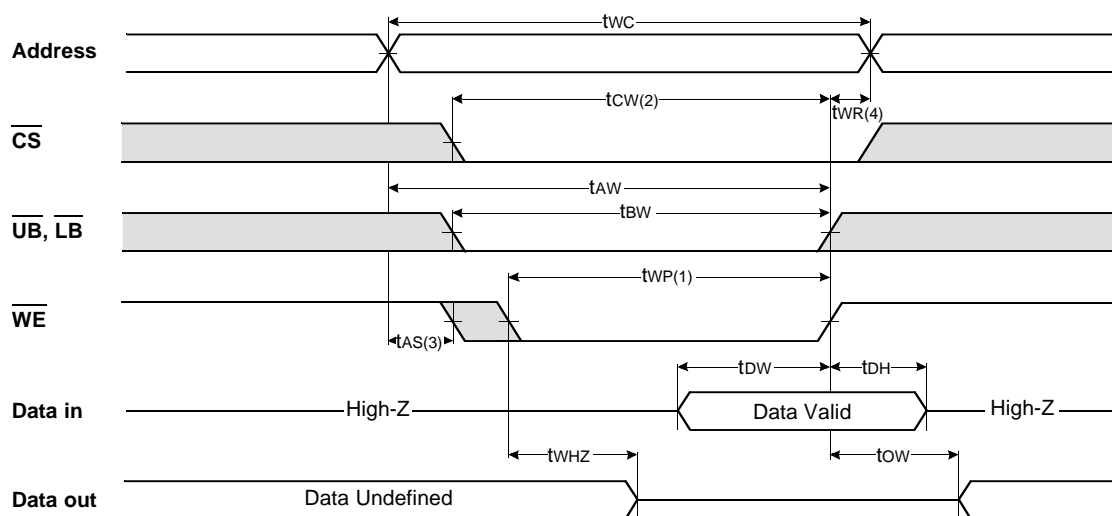 tWC
Address
tCW(2)
tWR(4)
CS
tAW
tBW
UB, LB
tWP(1)
WE
tAS(3)
tDW
tDH
Data in
High-Z
Data Valid
High-Z
tWHZ
tOW
Data out
Data Undefined